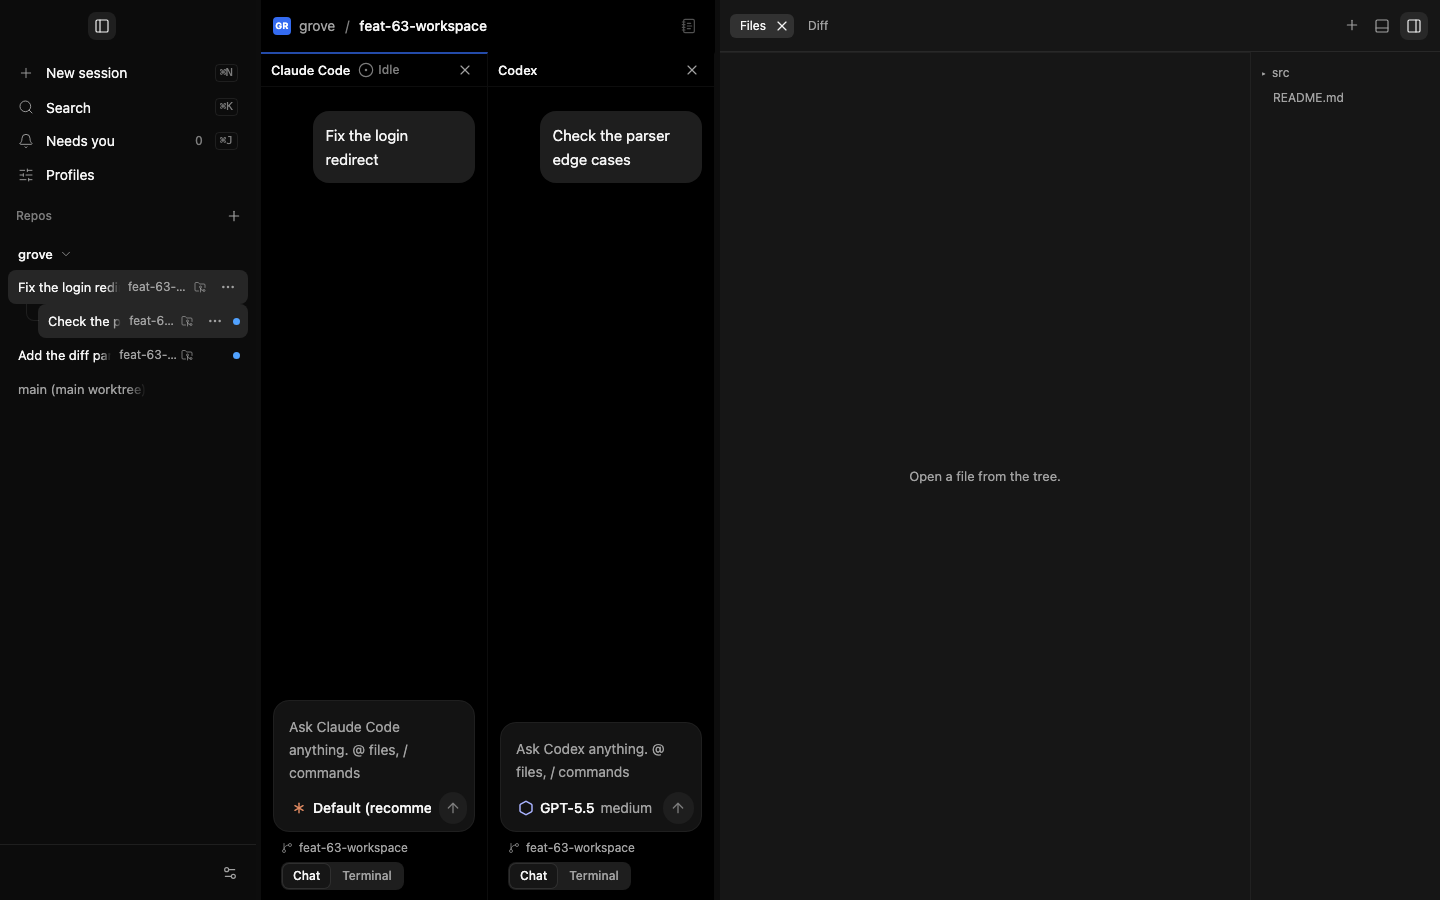 New session ⌘N
Search ⌘K
Needs you 0 ⌘J
Profiles
Repos
grove
Fix the login redi feat-63-...
Check the p feat-6...
Add the diff pa feat-63-...
main (main worktree)
GR grove / feat-63-workspace
Claude Code Idle
Fix the login
redirect
Ask Claude Code
anything. @ files, /
commands
Default (recomme
feat-63-workspace
Chat Terminal
Codex
Check the parser
edge cases
Ask Codex anything. @
files, / commands
GPT-5.5 medium
feat-63-workspace
Chat Terminal
Files Diff
Open a file from the tree.
src
README.md